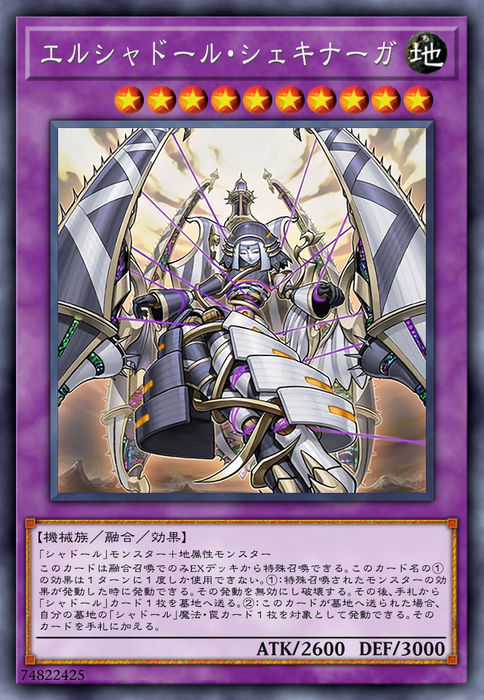 エルシャドール・シェキナーガ
ち
地
【機械族／融合／効果】
「シャドール」モンスター＋地属性モンスター
このカードは融合召喚でのみEXデッキから特殊召喚できる。このカード名の①
の効果は１ターンに１度しか使用できない。①：特殊召喚されたモンスターの効
果が発動した時に発動できる。その発動を無効にし破壊する。その後、手札から
「シャドール」カード１枚を墓地へ送る。②：このカードが墓地へ送られた場合、
自分の墓地の「シャドール」魔法・罠カード１枚を対象として発動できる。その
カードを手札に加える。
ATK/2600 DEF/3000
74822425